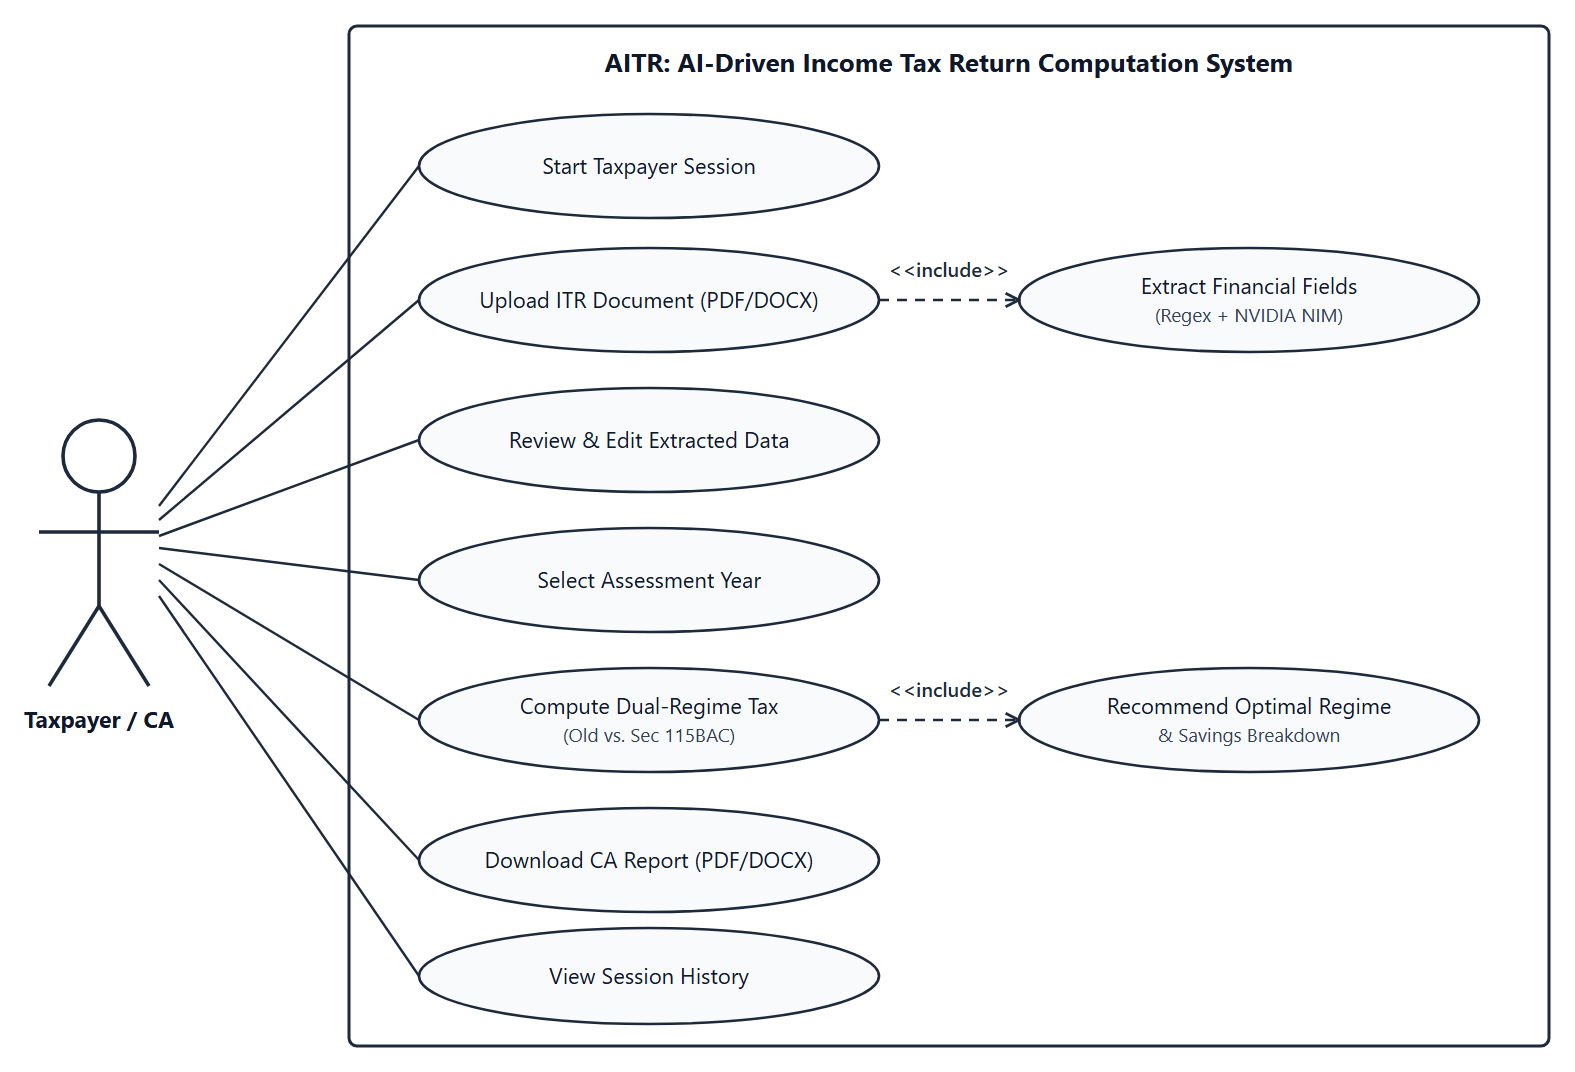 AITR: AI-Driven Income Tax Return Computation System
Start Taxpayer Session
Upload ITR Document (PDF/DOCX)
<<include>>
Extract Financial Fields
(Regex + NVIDIA NIM)
Review & Edit Extracted Data
Select Assessment Year
Taxpayer / CA
Compute Dual-Regime Tax
(Old vs. Sec 115BAC)
<<include>>
Recommend Optimal Regime
& Savings Breakdown
Download CA Report (PDF/DOCX)
View Session History